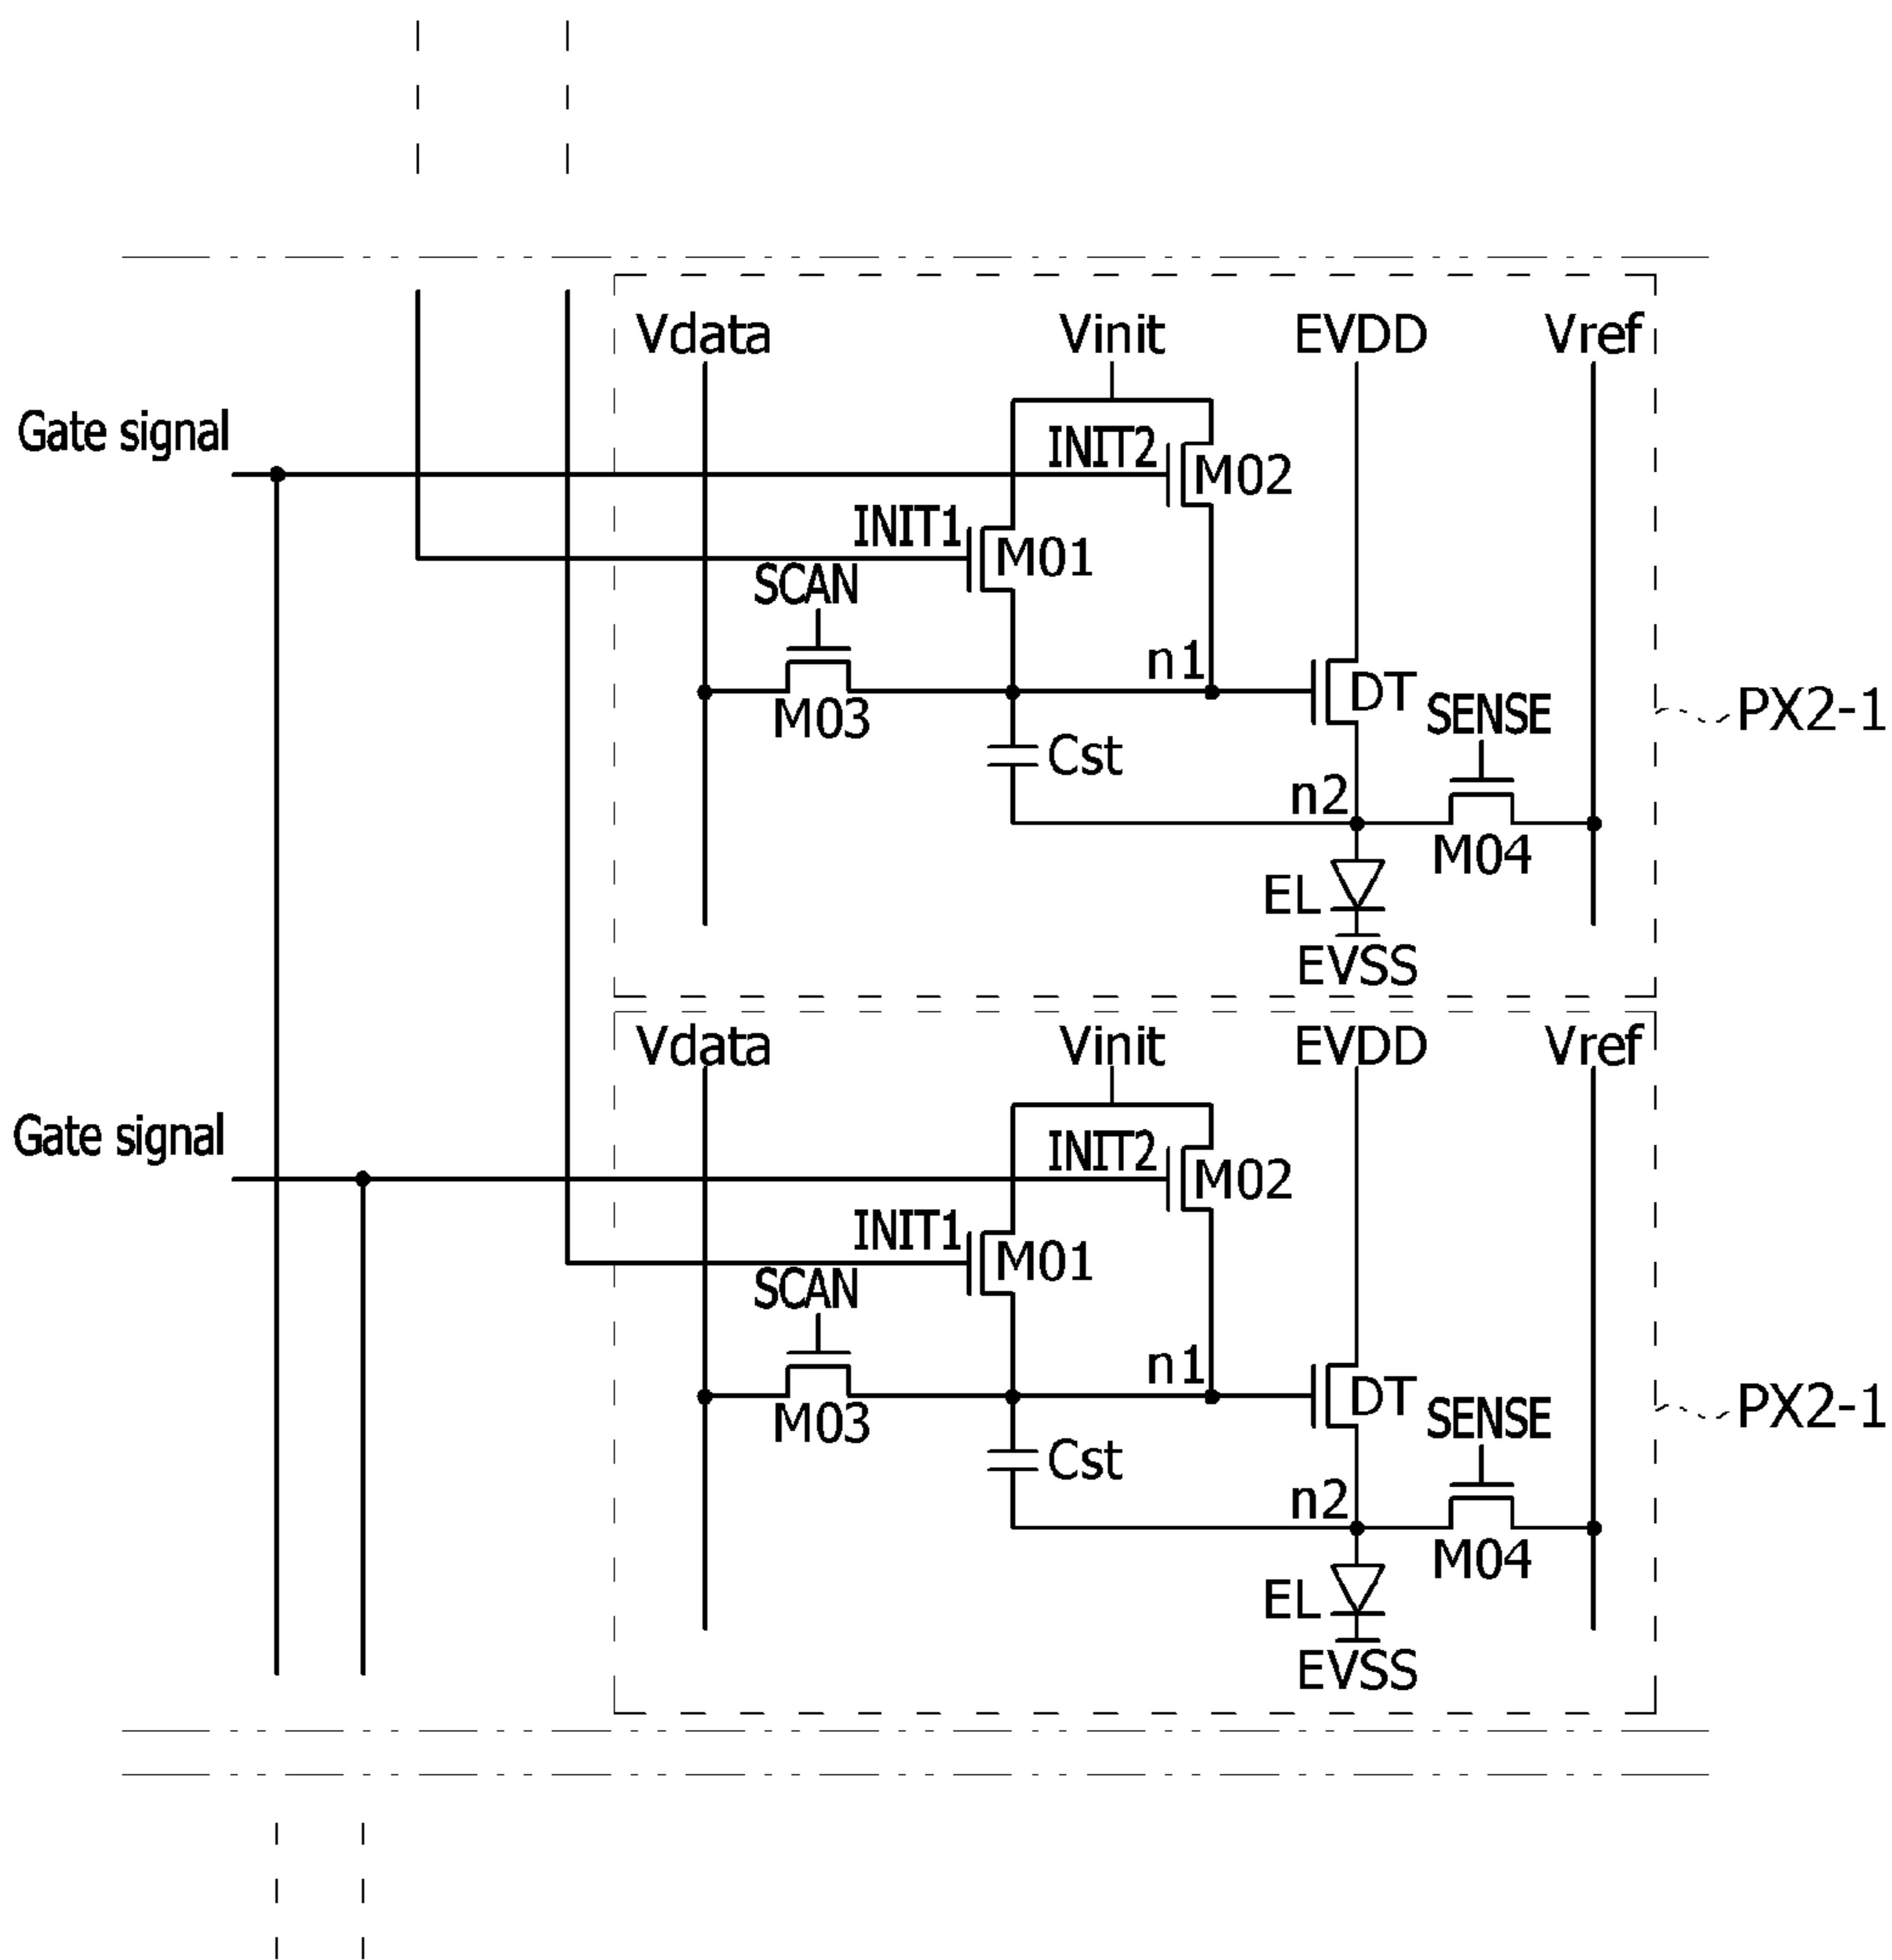 Vdata Vinit EVDD Vref
Gate signal
INIT2
M02
INIT1
M01
SCAN
n1
M03
DT
SENSE
PX2-1
Cst
n2
M04
EL
EVSS
Vdata Vinit EVDD Vref
Gate signal
INIT2
M02
INIT1
M01
SCAN
n1
M03
DT
SENSE
PX2-1
Cst
n2
M04
EL
EVSS